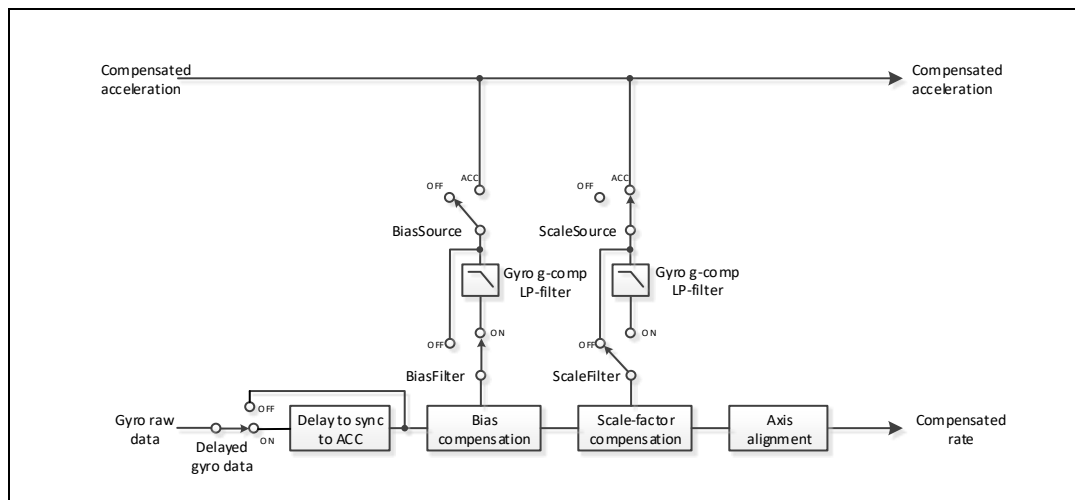 Compensated
acceleration
Compensated
acceleration
OFF
ACC
BiasSource
OFF
ACC
ScaleSource
Gyro g-comp
LP-filter
Gyro g-comp
LP-filter
OFF
ON
BiasFilter
OFF
ON
ScaleFilter
Gyro raw
data
OFF
ON
Delayed
gyro data
Delay to sync
to ACC
Bias
compensation
Scale-factor
compensation
Axis
alignment
Compensated
rate